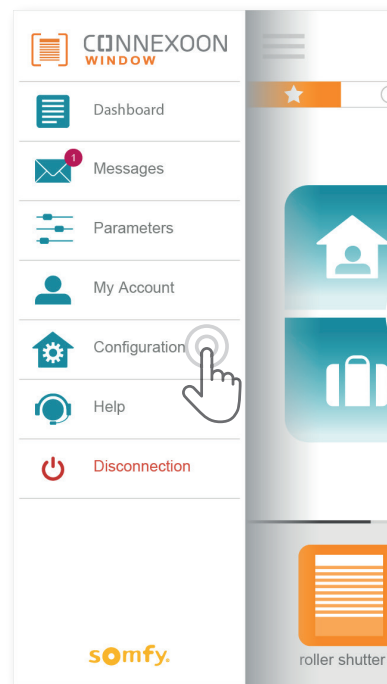 CONNEXOON
WINDOW
Dashboard
1
Messages
Parameters
My Account
Configuration
Help
Disconnection
somfy.
roller shutter